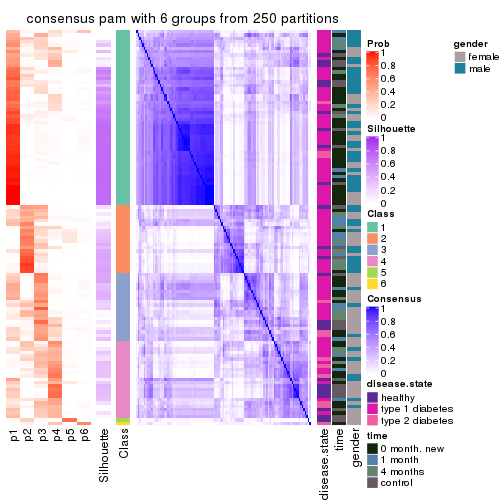 consensus pam with 6 groups from 250 partitions
Prob
1
0.8
0.6
0.4
0.2
0
Silhouette
1
0.8
0.6
0.4
0.2
0
Class
1
2
3
4
5
6
Consensus
1
0.8
0.6
0.4
0.2
0
disease.state
healthy
type 1 diabetes
type 2 diabetes
time
0 month. new
1 month
4 months
control
gender
female
male
p1
p2
p3
p4
p5
p6
Silhouette
Class
disease.state
time
gender